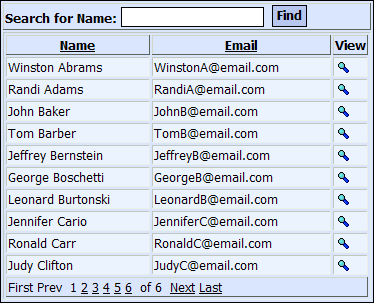 Search for Name: Find
Name Email View
Winston Abrams WinstonA@email.com
Randi Adams RandiA@email.com
John Baker JohnB@email.com
Tom Barber TomB@email.com
Jeffrey Bernstein JeffreyB@email.com
George Boschetti GeorgeB@email.com
Leonard Burtonski LeonardB@email.com
Jennifer Cario JenniferC@email.com
Ronald Carr RonaldC@email.com
Judy Clifton JudyC@email.com
First Prev 1 2 3 4 5 6 of 6 Next Last